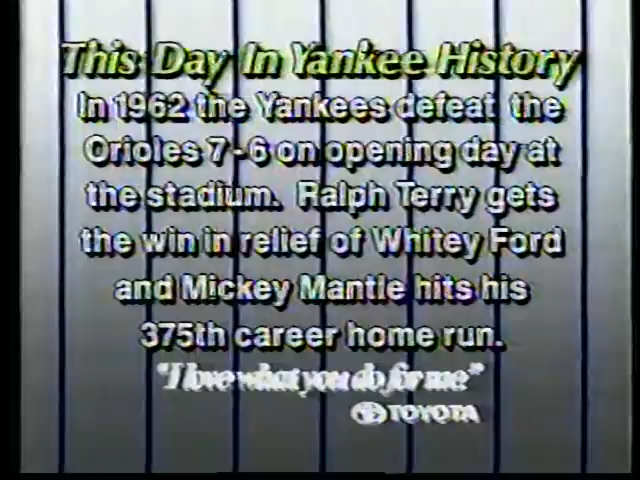 This Day In Yankee History
In 1962 the Yankees defeat the
Orioles 7-6 on opening day at
the stadium. Ralph Terry gets
the win in relief of Whitey Ford
and Mickey Mantle hits his
375th career home run.
"I love what you do for me"
TOYOTA